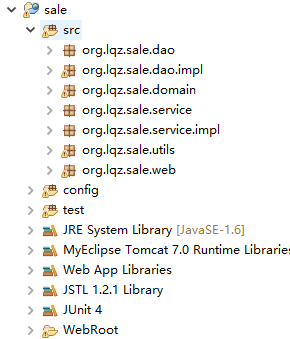 sale
src
org.lqz.sale.dao
org.lqz.sale.dao.impl
org.lqz.sale.domain
org.lqz.sale.service
org.lqz.sale.service.impl
org.lqz.sale.utils
org.lqz.sale.web
config
test
JRE System Library [JavaSE-1.6]
MyEclipse Tomcat 7.0 Runtime Libraries
Web App Libraries
JSTL 1.2.1 Library
JUnit 4
WebRoot